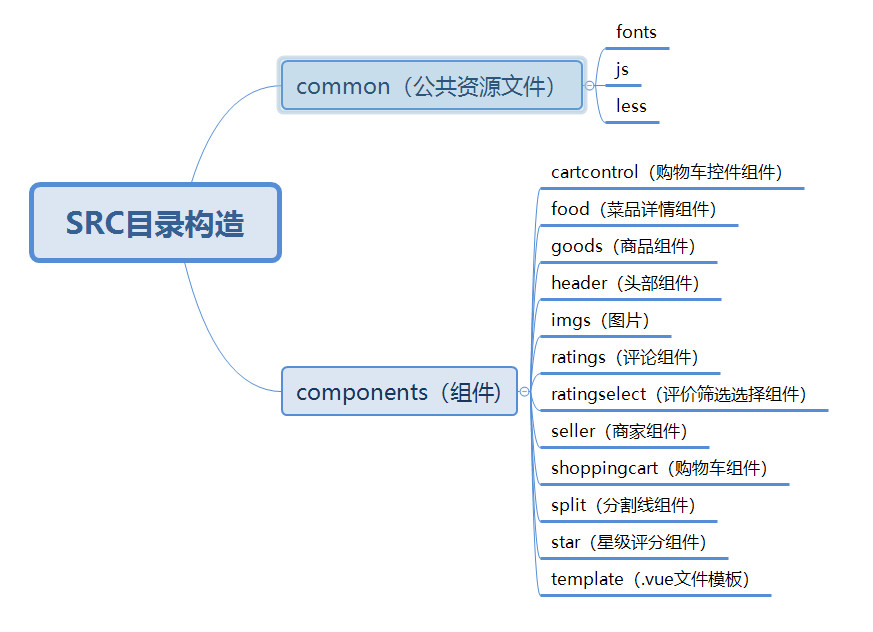 SRC目录构造
common（公共资源文件）
fonts
js
less
components（组件）
cartcontrol（购物车控件组件）
food（菜品详情组件）
goods（商品组件）
header（头部组件）
imgs（图片）
ratings（评论组件）
ratingselect（评价筛选选择组件）
seller（商家组件）
shoppingcart（购物车组件）
split（分割线组件）
star（星级评分组件）
template（.vue文件模板）